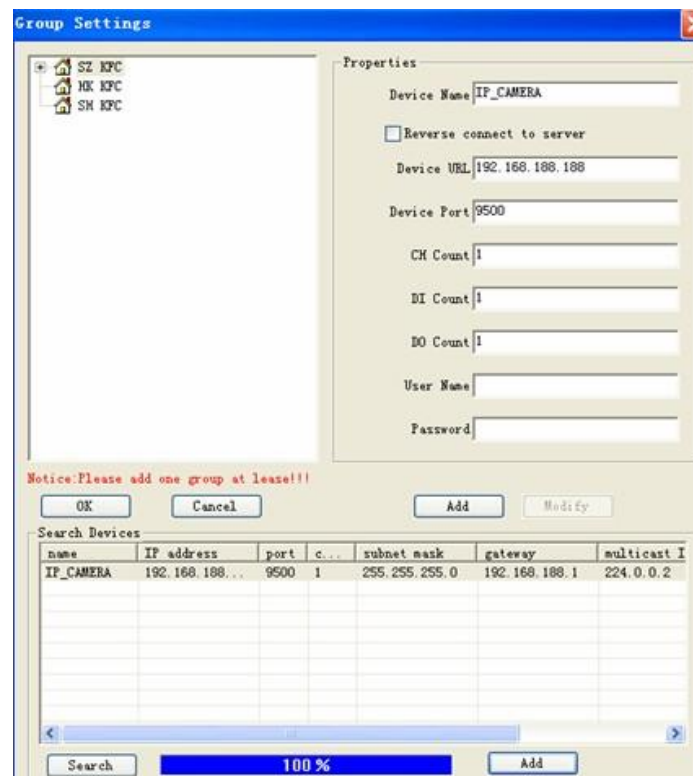 Group Settings
SZ KFC
HK KFC
SH KFC
Properties
Device Name IP_CAMERA
Reverse connect to server
Device URL 192.168.188.188
Device Port 9500
CH Count 1
DI Count 1
DO Count 1
User Name
Password
Notice:Please add one group at lease!!!
OK Cancel Add Modify
Search Devices
name IP address port c... subnet mask gateway multicast I
IP_CAMERA 192.168.188... 9500 1 255.255.255.0 192.168.188.1 224.0.0.2
Search 100 % Add